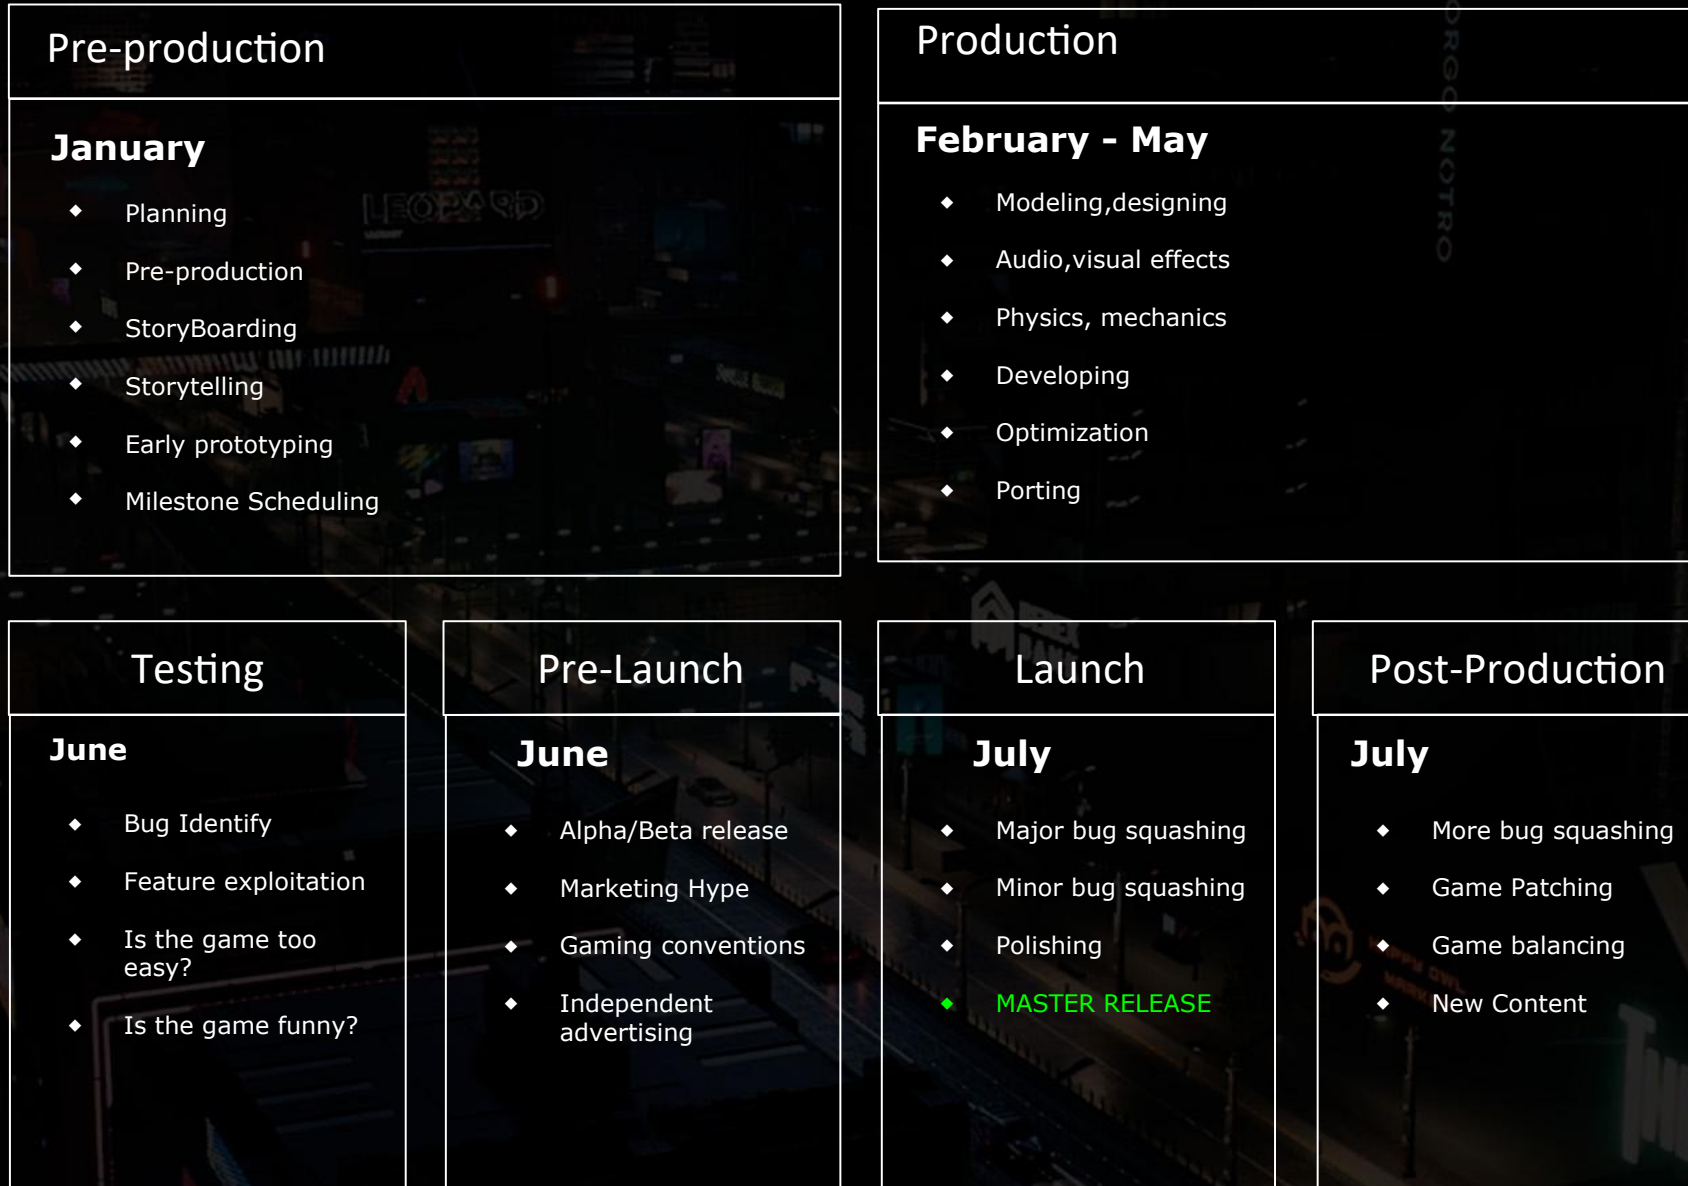 Pre-production
January
Planning
Pre-production
StoryBoarding
Storytelling
Early prototyping
Milestone Scheduling
Production
February - May
Modeling,designing
Audio,visual effects
Physics, mechanics
Developing
Optimization
Porting
Testing
June
Bug Identify
Feature exploitation
Is the game too
easy?
Is the game funny?
Pre-Launch
June
Alpha/Beta release
Marketing Hype
Gaming conventions
Independent
advertising
Launch
July
Major bug squashing
Minor bug squashing
Polishing
MASTER RELEASE
Post-Production
July
More bug squashing
Game Patching
Game balancing
New Content
LEOPARD
NOTRO